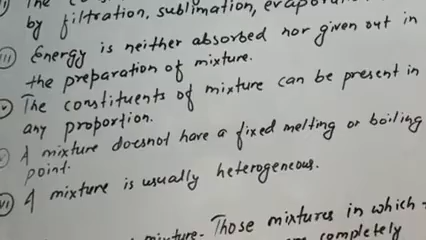 by filtration, sublimation,
(iii) Energy is neither absorbed nor given out in
the preparation of mixture.
The constituents of mixture can be present in
any proportion.
A mixture doesnot have a fixed melting or boiling
point.
A mixture is usually heterogeneous.
mixture. Those mixtures in which
completely